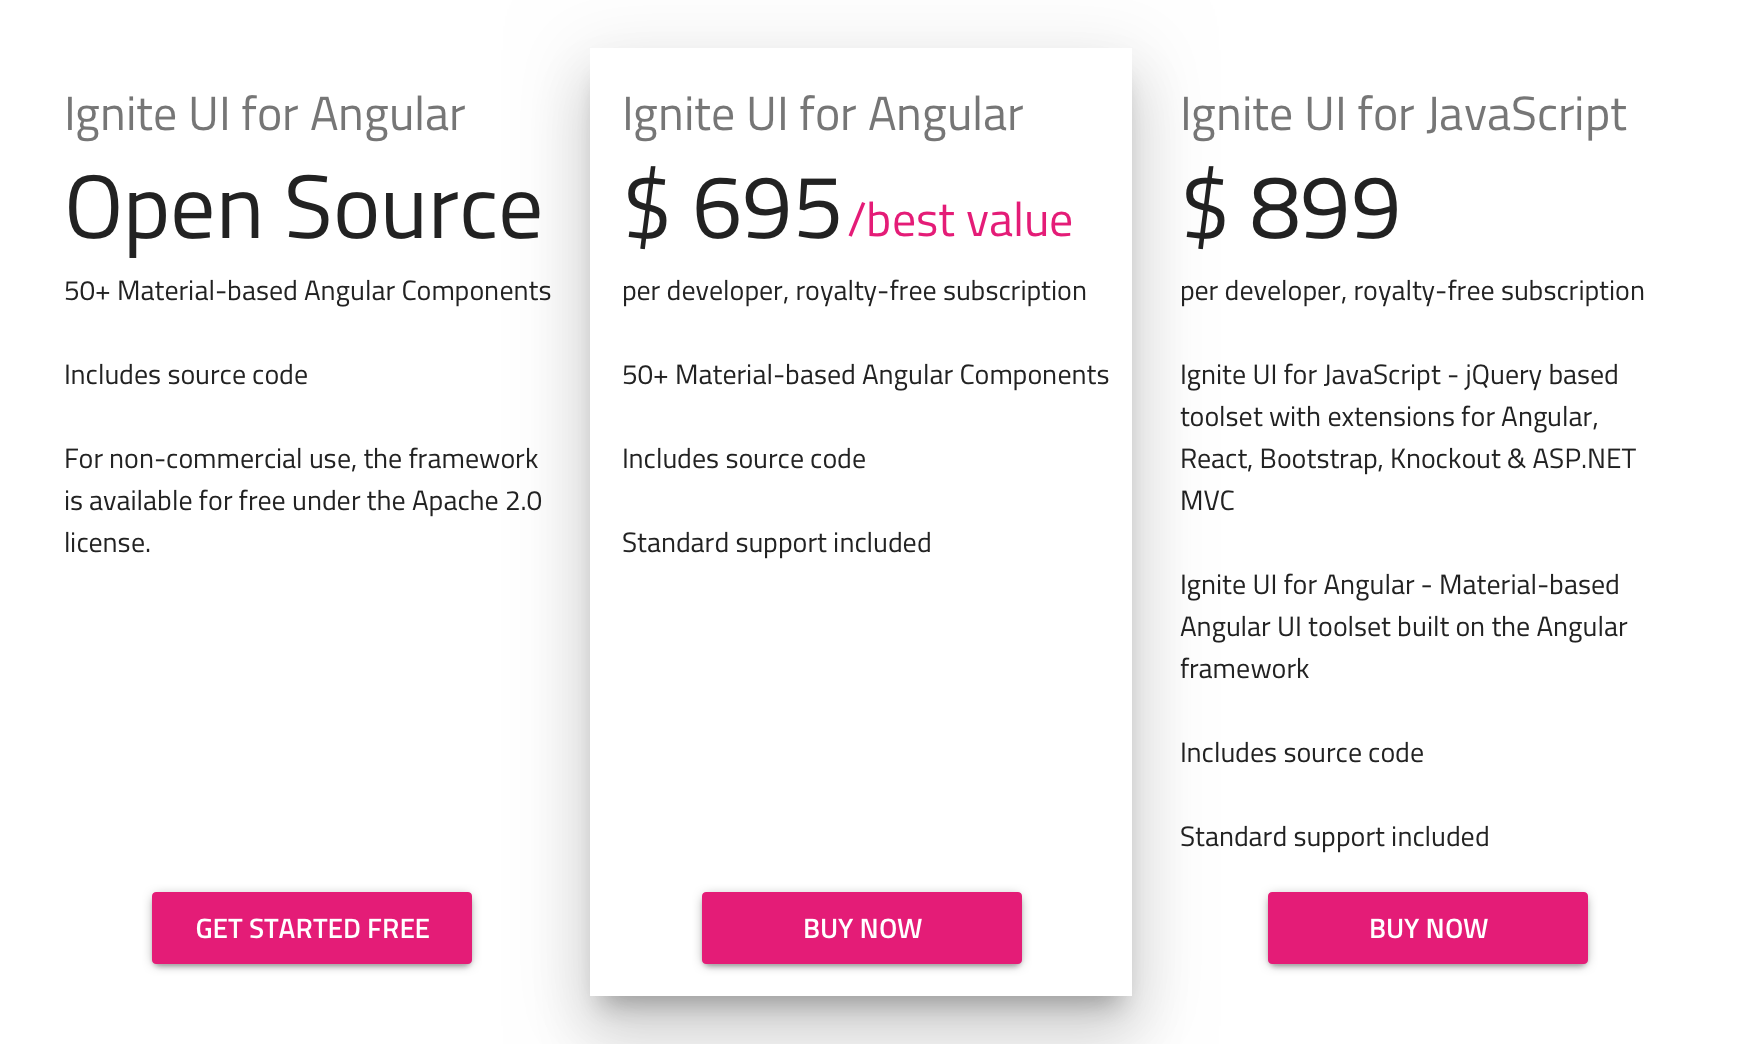 Ignite UI for Angular
Open Source
50+ Material-based Angular Components
Includes source code
For non-commercial use, the framework
is available for free under the Apache 2.0
license.
GET STARTED FREE
Ignite UI for Angular
$ 695 /best value
per developer, royalty-free subscription
50+ Material-based Angular Components
Includes source code
Standard support included
BUY NOW
Ignite UI for JavaScript
$ 899
per developer, royalty-free subscription
Ignite UI for JavaScript - jQuery based
toolset with extensions for Angular,
React, Bootstrap, Knockout & ASP.NET
MVC
Ignite UI for Angular - Material-based
Angular UI toolset built on the Angular
framework
Includes source code
Standard support included
BUY NOW